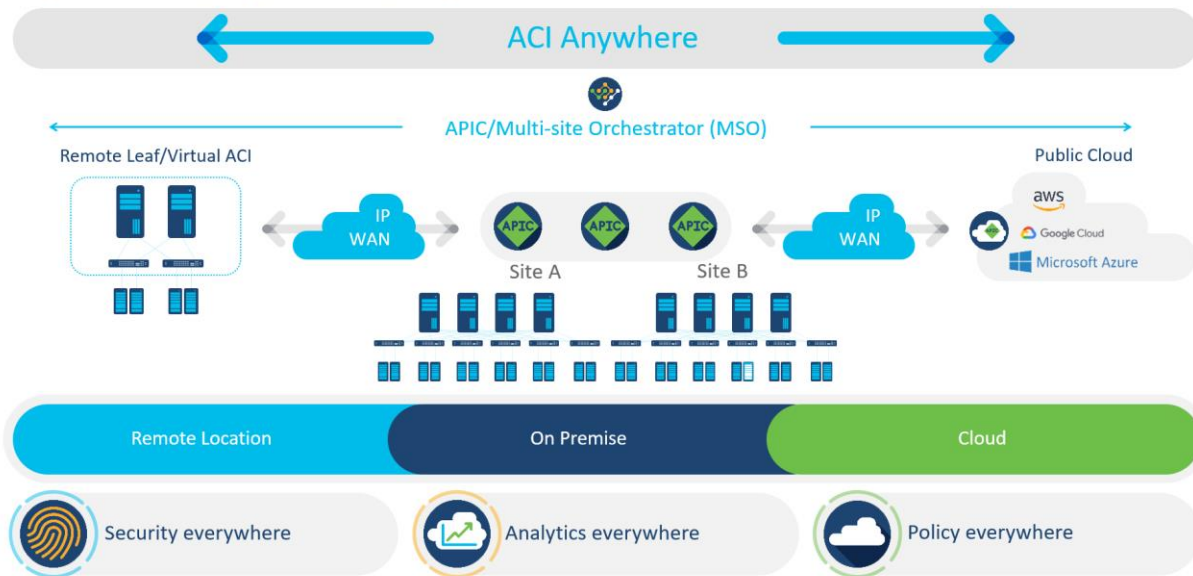 ACI Anywhere
APIC/Multi-site Orchestrator (MSO)
Remote Leaf/Virtual ACI
Public Cloud
IP
WAN
APIC
APIC
APIC
IP
WAN
aws
Google Cloud
Microsoft Azure
Site A
Site B
Remote Location
On Premise
Cloud
Security everywhere
Analytics everywhere
Policy everywhere